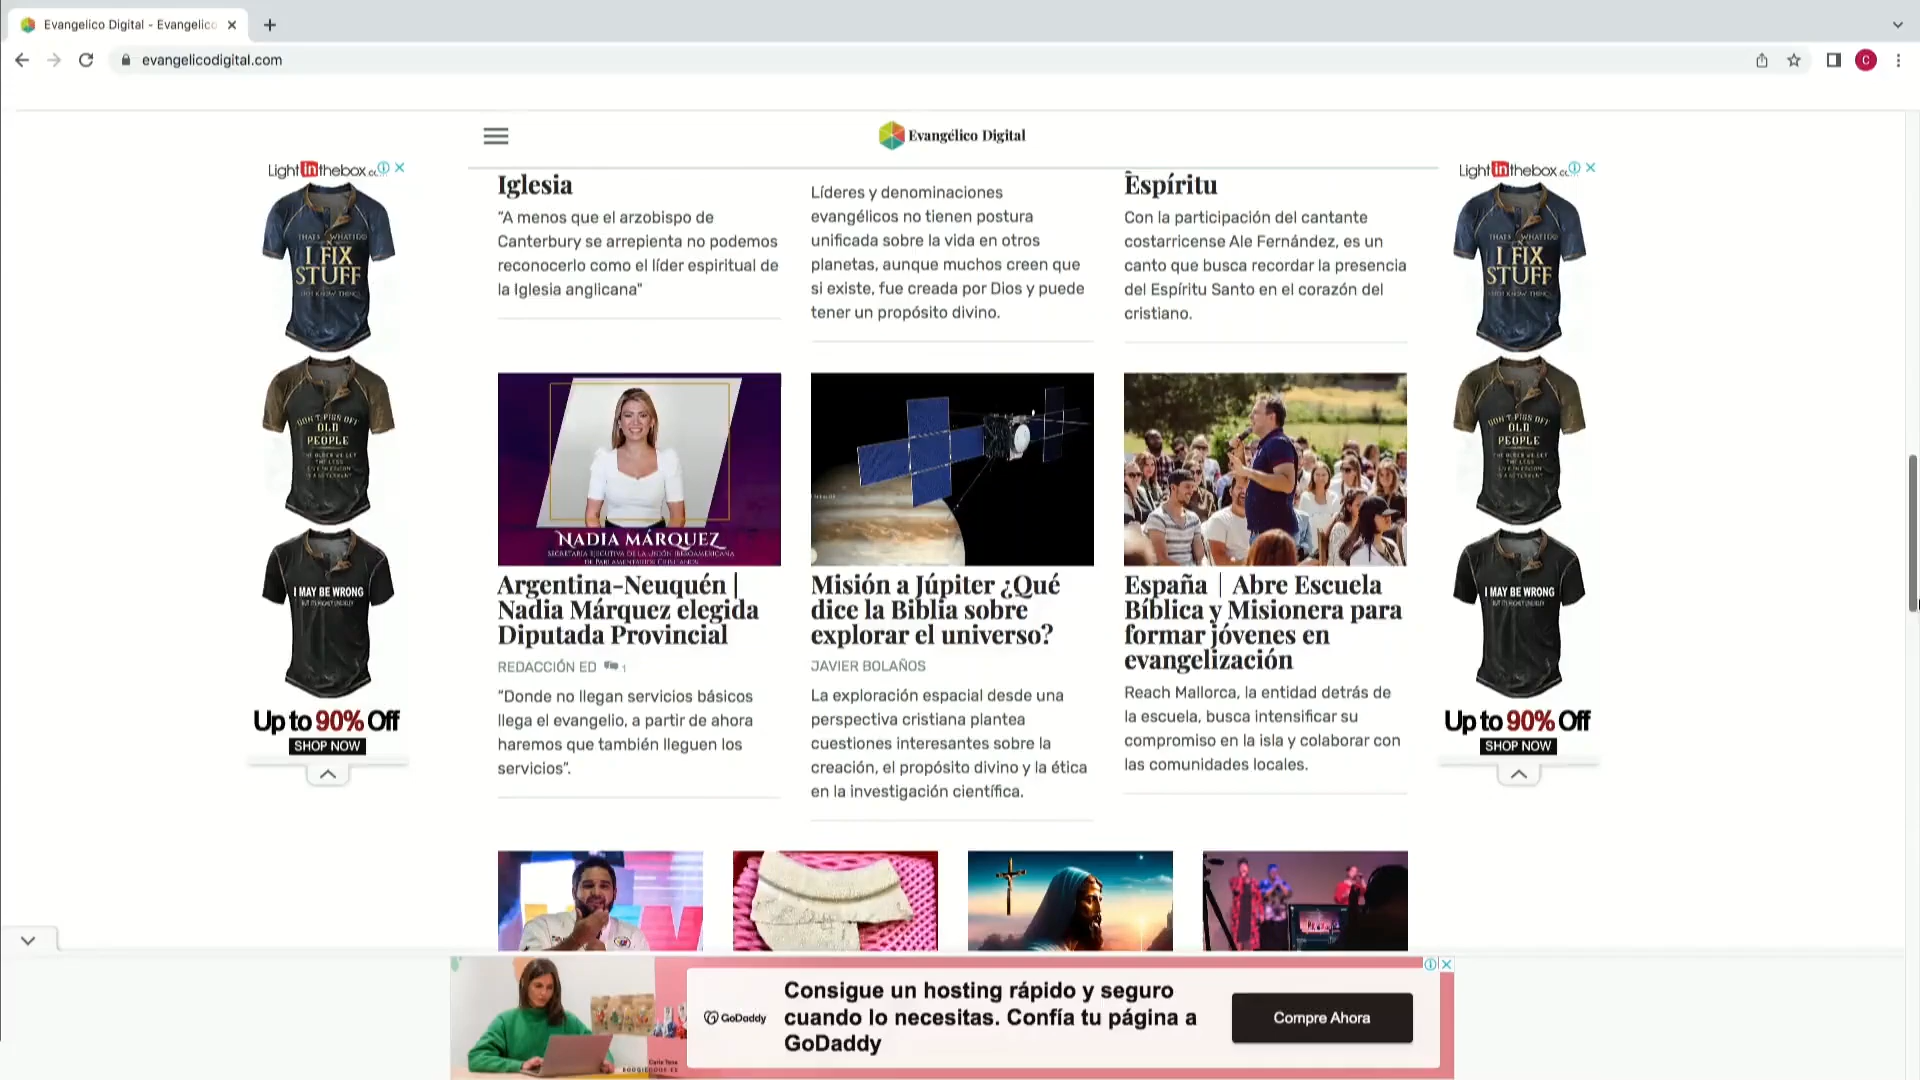 Evangelico Digital - Evangelico
evangelicodigital.com
C
Evangélico Digital
Lightinthebox.c
THAT'S WHAT I DO
I FIX
STUFF
DON'T PISS OFF
OLD
PEOPLE
I MAY BE WRONG
Up to 90% Off
SHOP NOW
Iglesia
“A menos que el arzobispo de
Canterbury se arrepienta no podemos
reconocerlo como el líder espiritual de
la Iglesia anglicana"
Líderes y denominaciones
evangélicos no tienen postura
unificada sobre la vida en otros
planetas, aunque muchos creen que
si existe, fue creada por Dios y puede
tener un propósito divino.
Espíritu
Con la participación del cantante
costarricense Ale Fernández, es un
canto que busca recordar la presencia
del Espíritu Santo en el corazón del
cristiano.
NADIA MÁRQUEZ
SECRETARIA EJECUTIVA DE LA UNIÓN IBEROAMERICANA
DE PARLAMENTARIOS CRISTIANOS
Argentina-Neuquén |
Nadia Márquez elegida
Diputada Provincial
REDACCIÓN ED 1
“Donde no llegan servicios básicos
llega el evangelio, a partir de ahora
haremos que también lleguen los
servicios”.
Misión a Júpiter ¿Qué
dice la Biblia sobre
explorar el universo?
JAVIER BOLAÑOS
La exploración espacial desde una
perspectiva cristiana plantea
cuestiones interesantes sobre la
creación, el propósito divino y la ética
en la investigación científica.
España | Abre Escuela
Bíblica y Misionera para
formar jóvenes en
evangelización
Reach Mallorca, la entidad detrás de
la escuela, busca intensificar su
compromiso en la isla y colaborar con
las comunidades locales.
Lightinthebox.c
THAT'S WHAT I DO
I FIX
STUFF
DON'T PISS OFF
OLD
PEOPLE
I MAY BE WRONG
Up to 90% Off
SHOP NOW
GoDaddy
Consigue un hosting rápido y seguro
cuando lo necesitas. Confía tu página a
GoDaddy
Compre Ahora